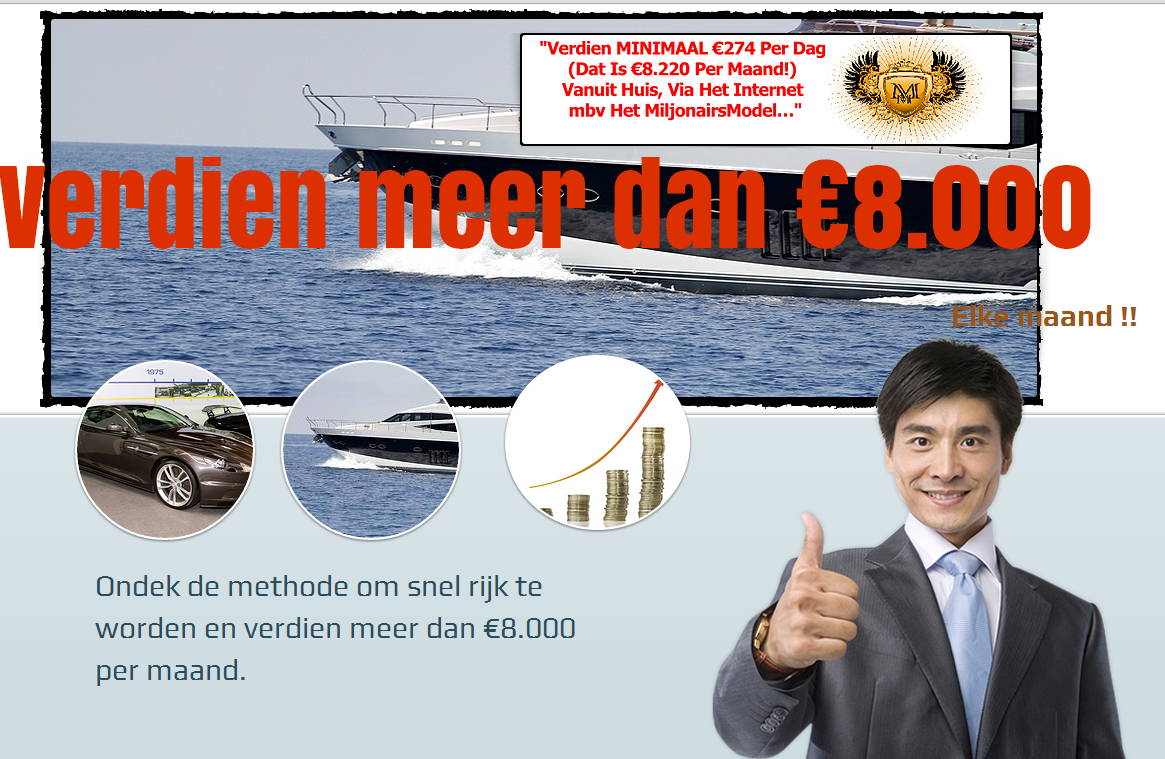 "Verdien MINIMAAL €274 Per Dag
(Dat Is €8.220 Per Maand!)
Vanuit Huis, Via Het Internet
mbv Het MiljonairsModel..."
MM
Verdien meer dan €8.000
Elke maand !!
1975
Ondek de methode om snel rijk te
worden en verdien meer dan €8.000
per maand.